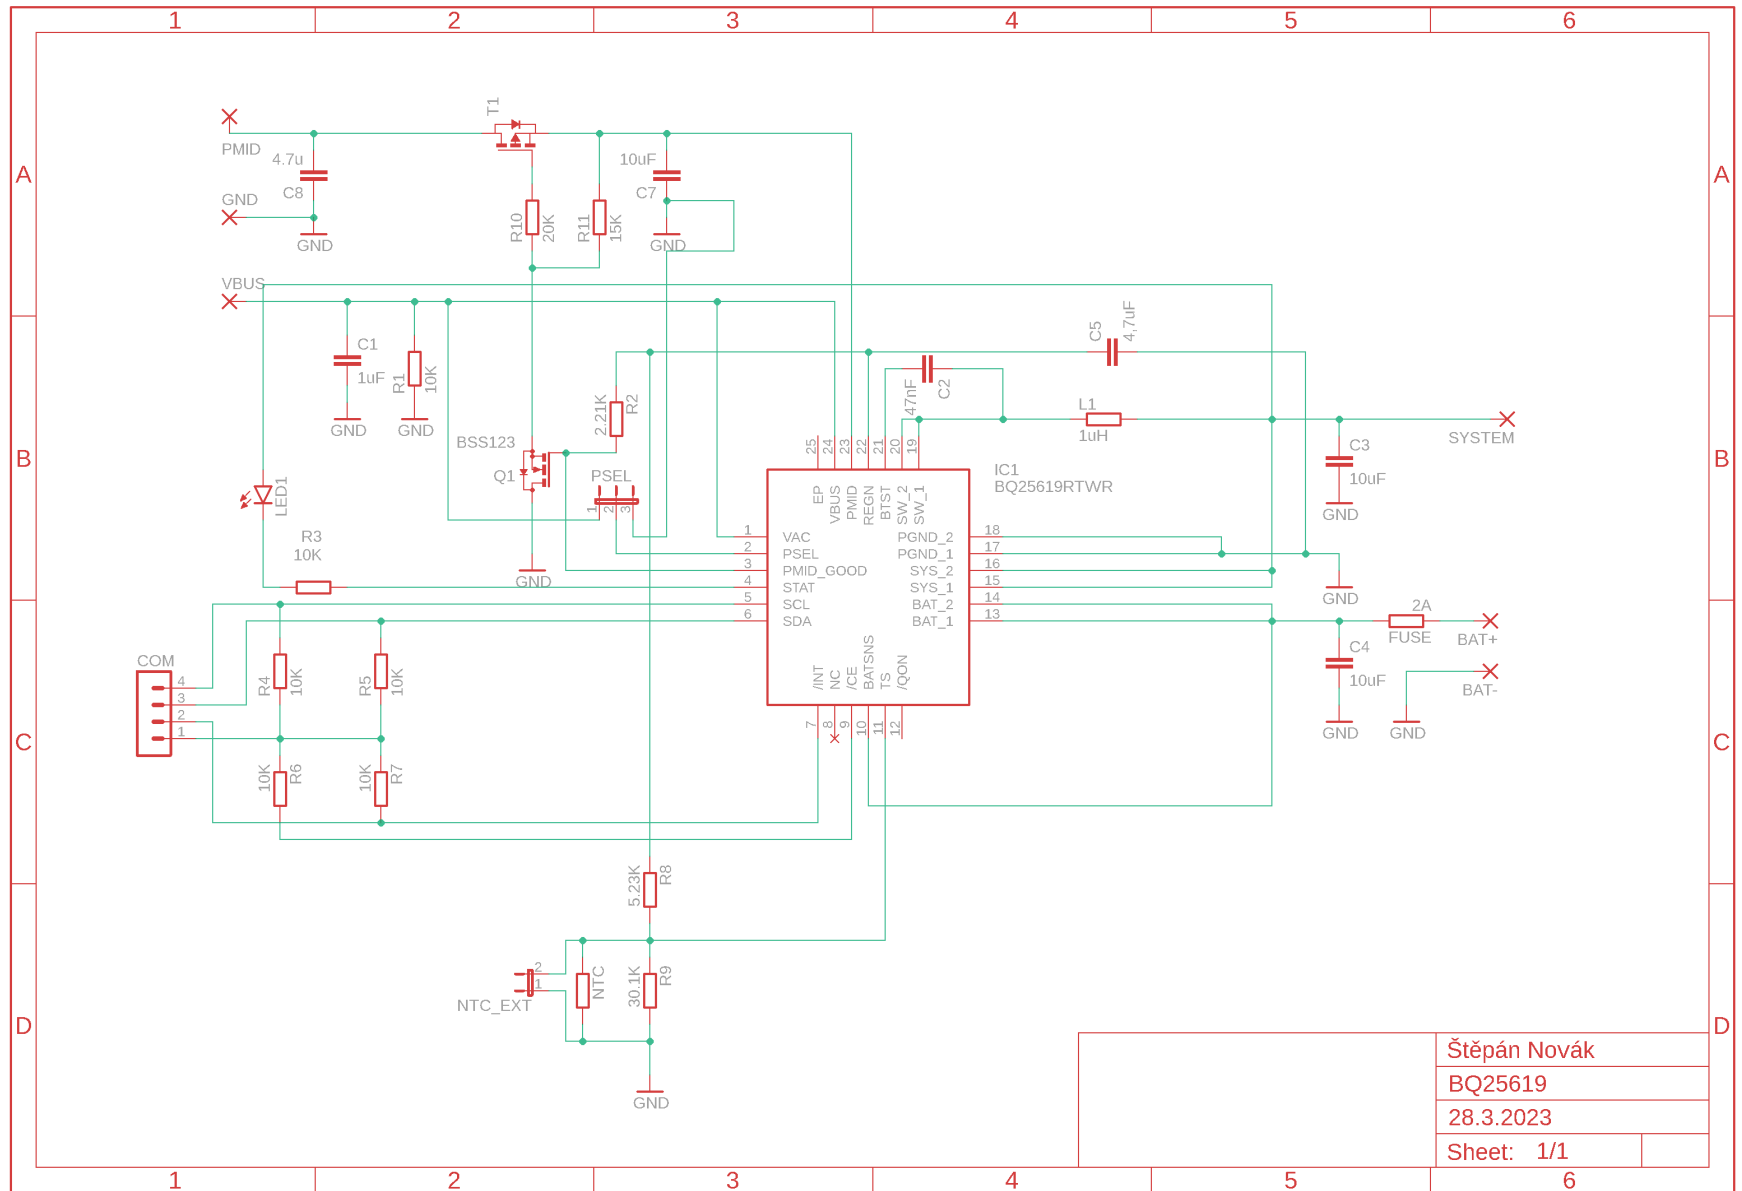 1 2 3 4 5 6
A A
T1
PMID
4.7u
C8
10uF
C7
GND
R10
20K
R11
15K
GND
GND
VBUS
B B
C1
1uF
R1
10K
C5
4,7uF
47nF
C2
2.21K
R2
L1
1uH
SYSTEM
GND
GND
BSS123
Q1
PSEL
1 2 3
25 24 23 22 21 20 19
IC1
BQ25619RTWR
C3
10uF
LED1
EP VBUS PMID REGN BTST SW_2 SW_1
GND
R3
10K
1 VAC PGND_2 18
2 PSEL PGND_1 17
3 PMID_GOOD SYS_2 16
4 STAT SYS_1 15
5 SCL BAT_2 14
6 SDA BAT_1 13
GND
GND
2A
FUSE
BAT+
C4
10uF
BAT-
COM
4
3
2
1
R4
10K
R5
10K
/INT NC /CE BATSNS TS /QON
7 8 9 10 11 12
GND
GND
C C
10K
R6
10K
R7
5.23K
R8
2
1
NTC_EXT
NTC
30.1K
R9
D D
GND
Štěpán Novák
BQ25619
28.3.2023
Sheet: 1/1
1 2 3 4 5 6